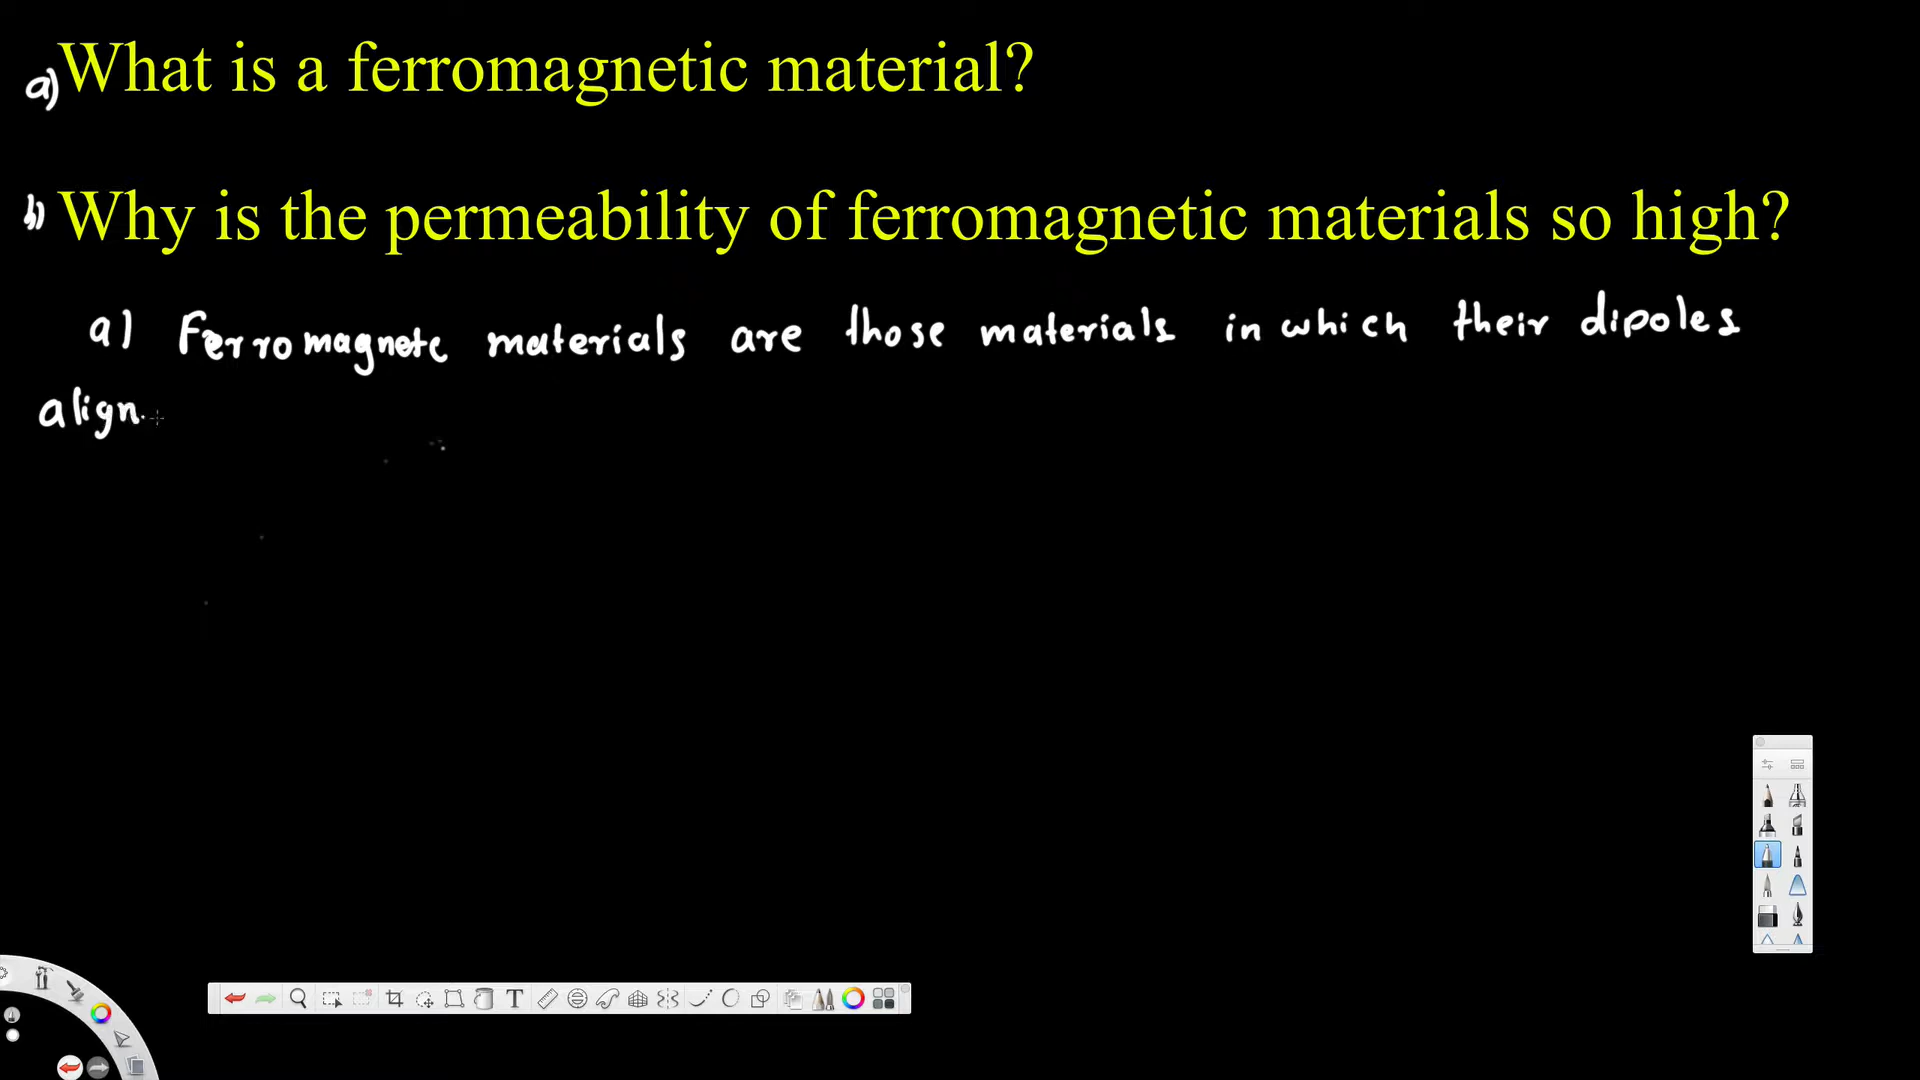 a) What is a ferromagnetic material?
b) Why is the permeability of ferromagnetic materials so high?
a) Ferromagnetc materials are those materials in which their dipoles
align.